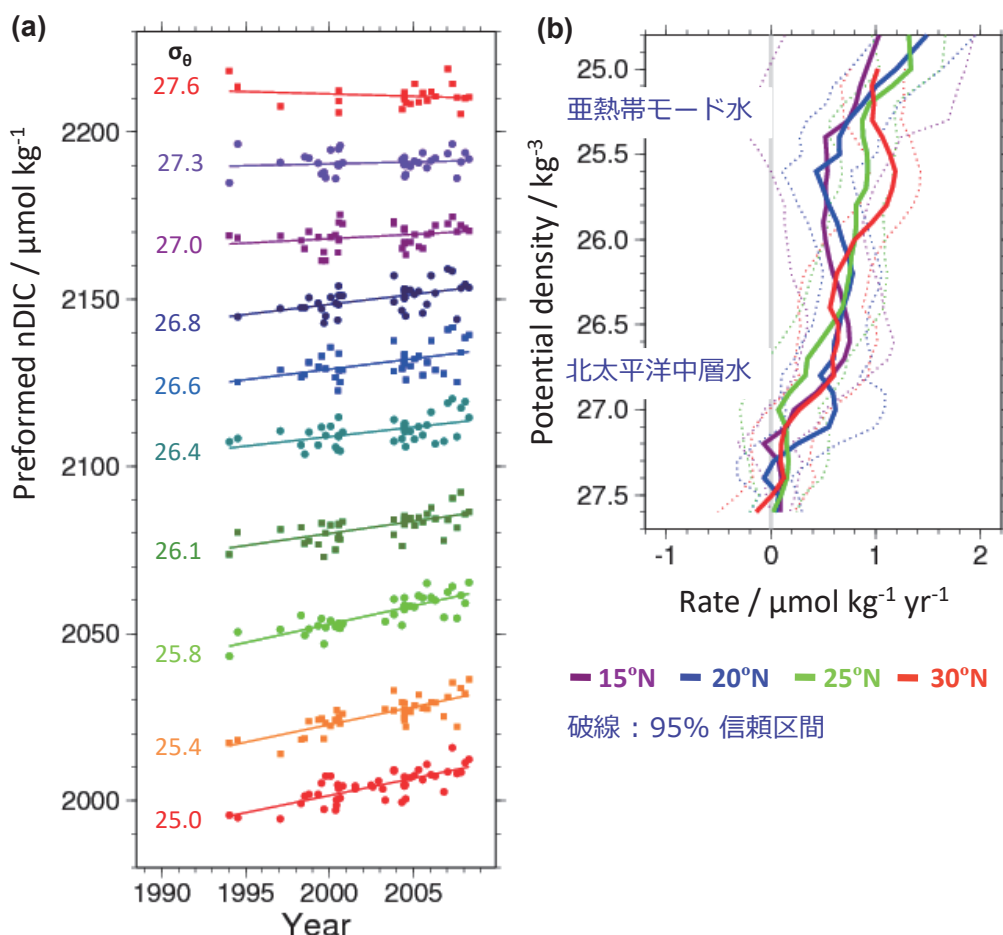 (a)
σθ
27.6
27.3
27.0
26.8
26.6
26.4
26.1
25.8
25.4
25.0
Preformed nDIC / μmol kg⁻¹
2200
2150
2100
2050
2000
1990 1995 2000 2005
Year
(b)
亜熱帯モード水
北太平洋中層水
Potential density / kg⁻³
25.0
25.5
26.0
26.5
27.0
27.5
-1 0 1 2
Rate / μmol kg⁻¹ yr⁻¹
15°N 20°N 25°N 30°N
破線：95% 信頼区間